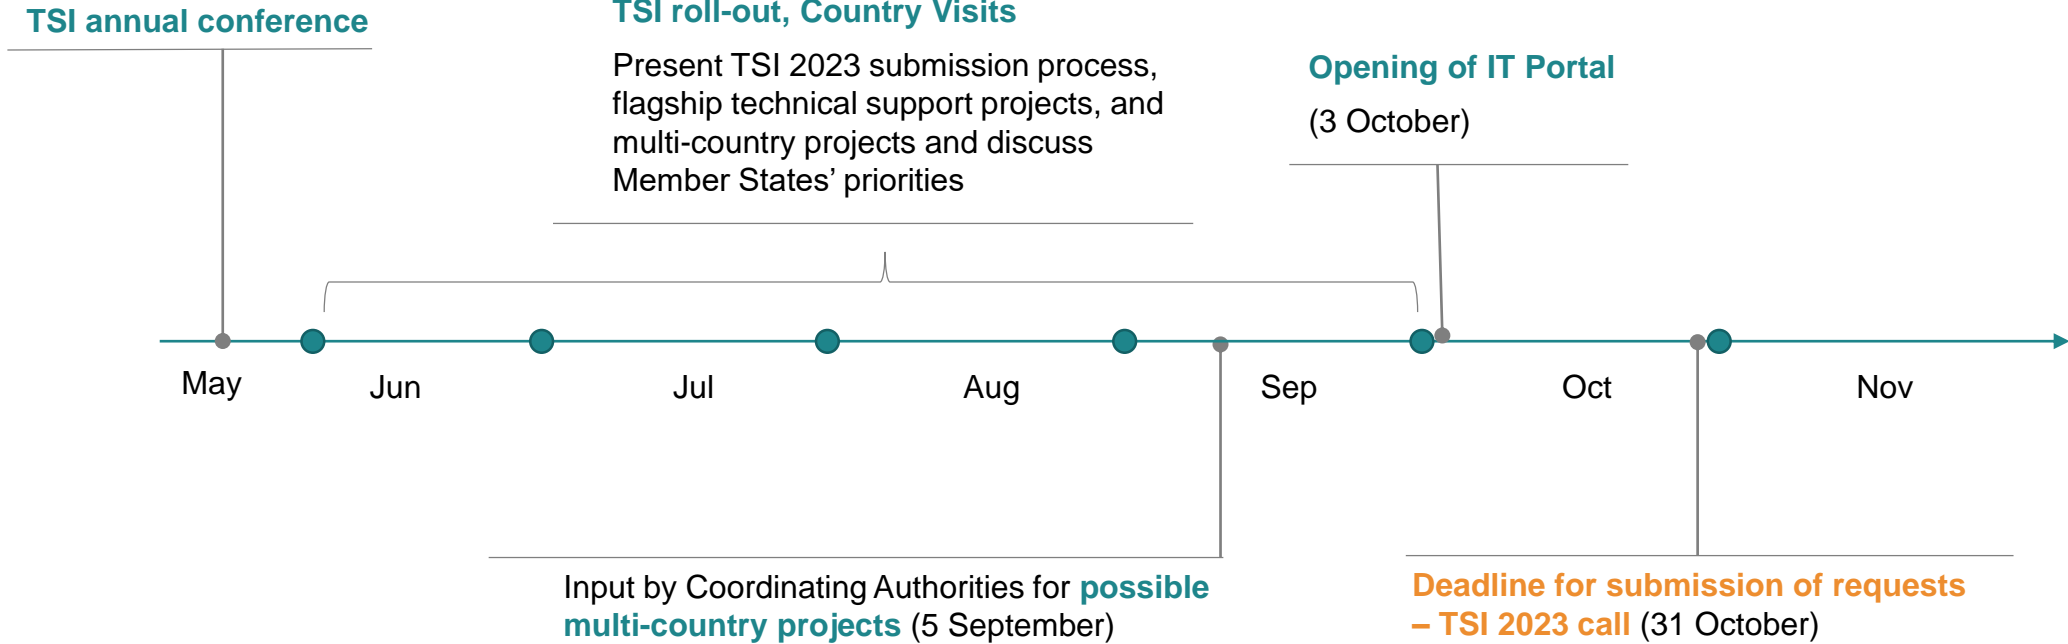 TSI annual conference
TSI roll-out, Country Visits
Present TSI 2023 submission process,
flagship technical support projects, and
multi-country projects and discuss
Member States’ priorities
Opening of IT Portal
(3 October)
May
Jun
Jul
Aug
Sep
Oct
Nov
Input by Coordinating Authorities for possible
multi-country projects (5 September)
Deadline for submission of requests
– TSI 2023 call (31 October)